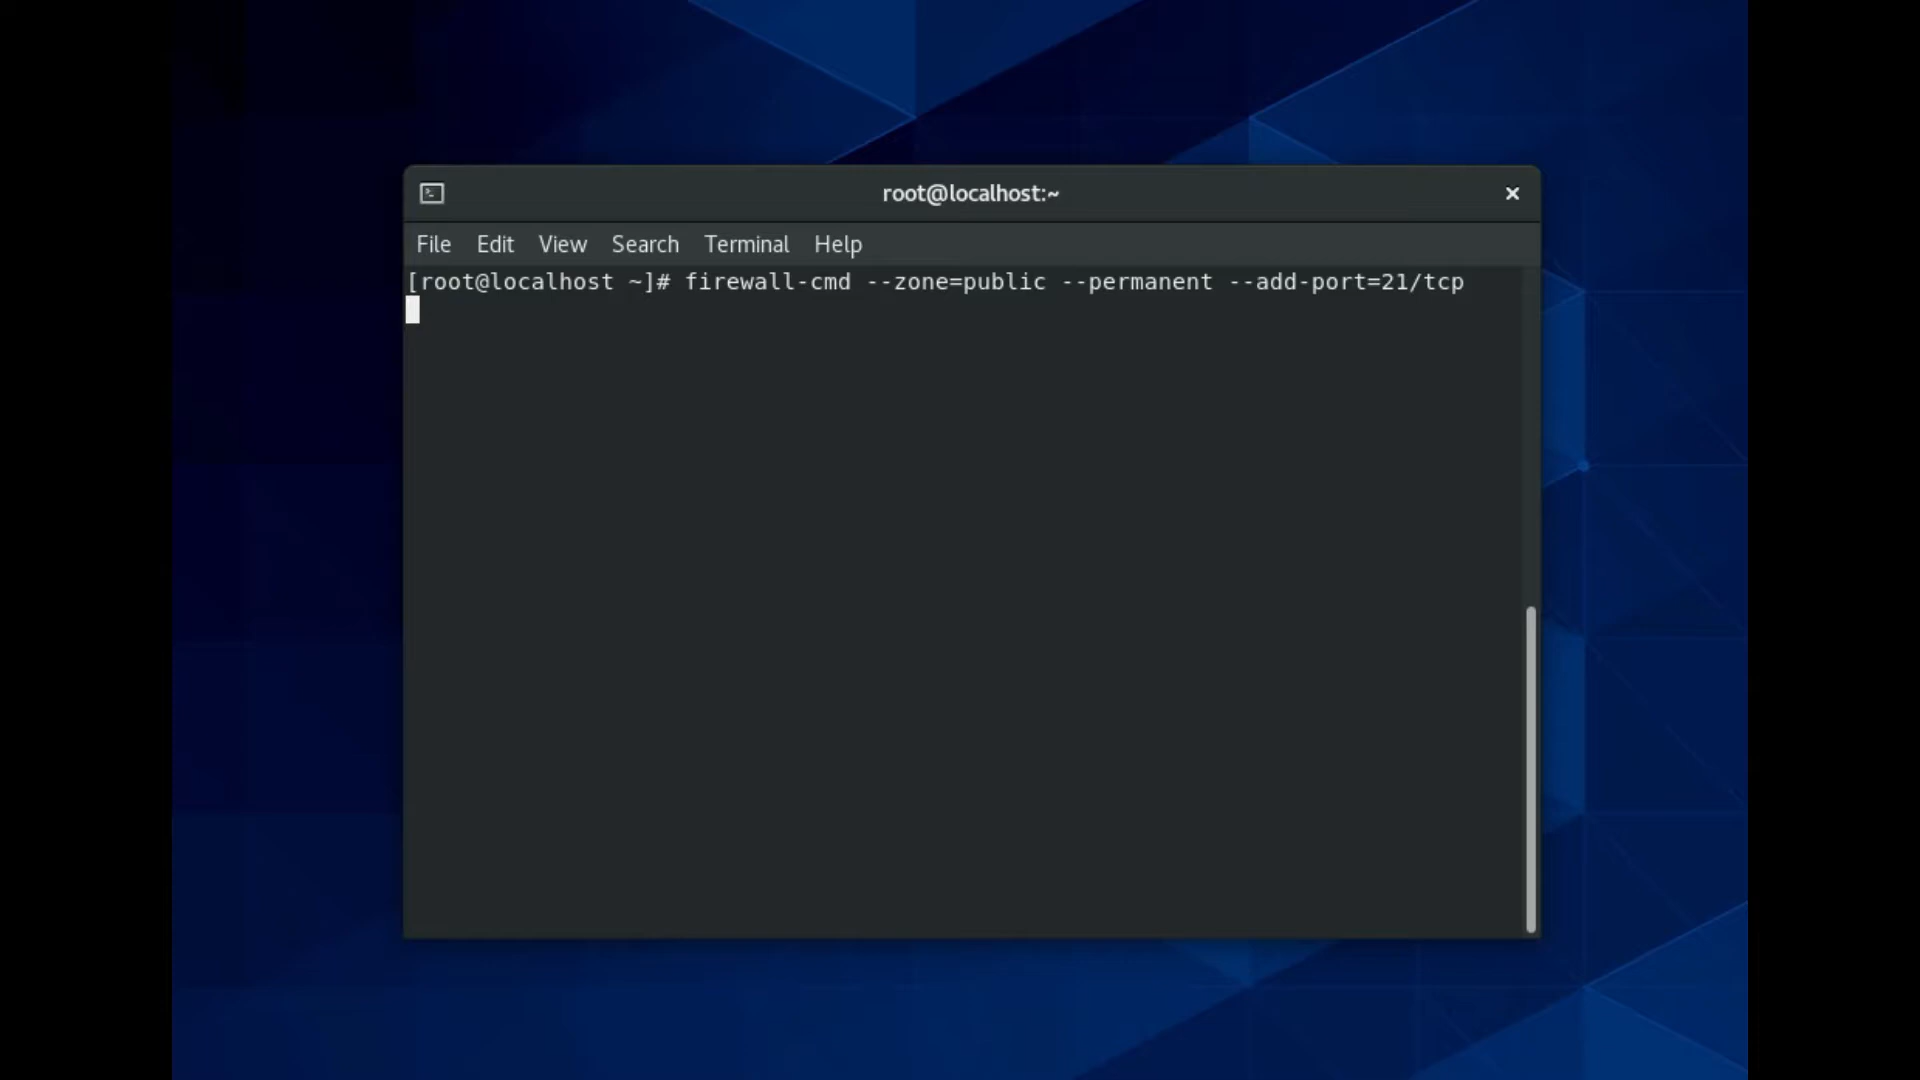 root@localhost:~
File Edit View Search Terminal Help
[root@localhost ~]# firewall-cmd --zone=public --permanent --add-port=21/tcp